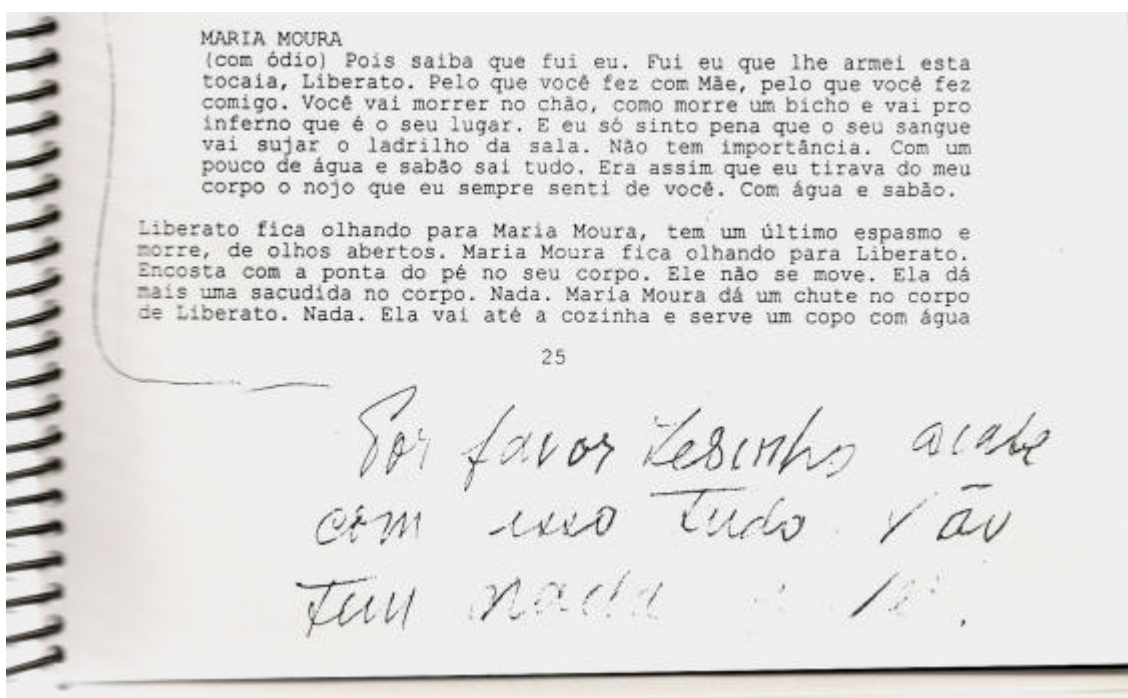 MARIA MOURA
(com ódio) Pois saiba que fui eu. Fui eu que lhe armei esta
tocaia, Liberato. Pelo que você fez com Mãe, pelo que você fez
comigo. Você vai morrer no chão, como morre um bicho e vai pro
inferno que é o seu lugar. E eu só sinto pena que o seu sangue
vai sujar o ladrilho da sala. Não tem importância. Com um
pouco de água e sabão sai tudo. Era assim que eu tirava do meu
corpo o nojo que eu sempre senti de você. Com água e sabão.
Liberato fica olhando para Maria Moura, tem um último espasmo e
morre, de olhos abertos. Maria Moura fica olhando para Liberato.
Encosta com a ponta do pé no seu corpo. Ele não se move. Ela dá
mais uma sacudida no corpo. Nada. Maria Moura dá um chute no corpo
de Liberato. Nada. Ela vai até a cozinha e serve um copo com água
25
Por favor acabe
com isso tudo. Não
tem nada a